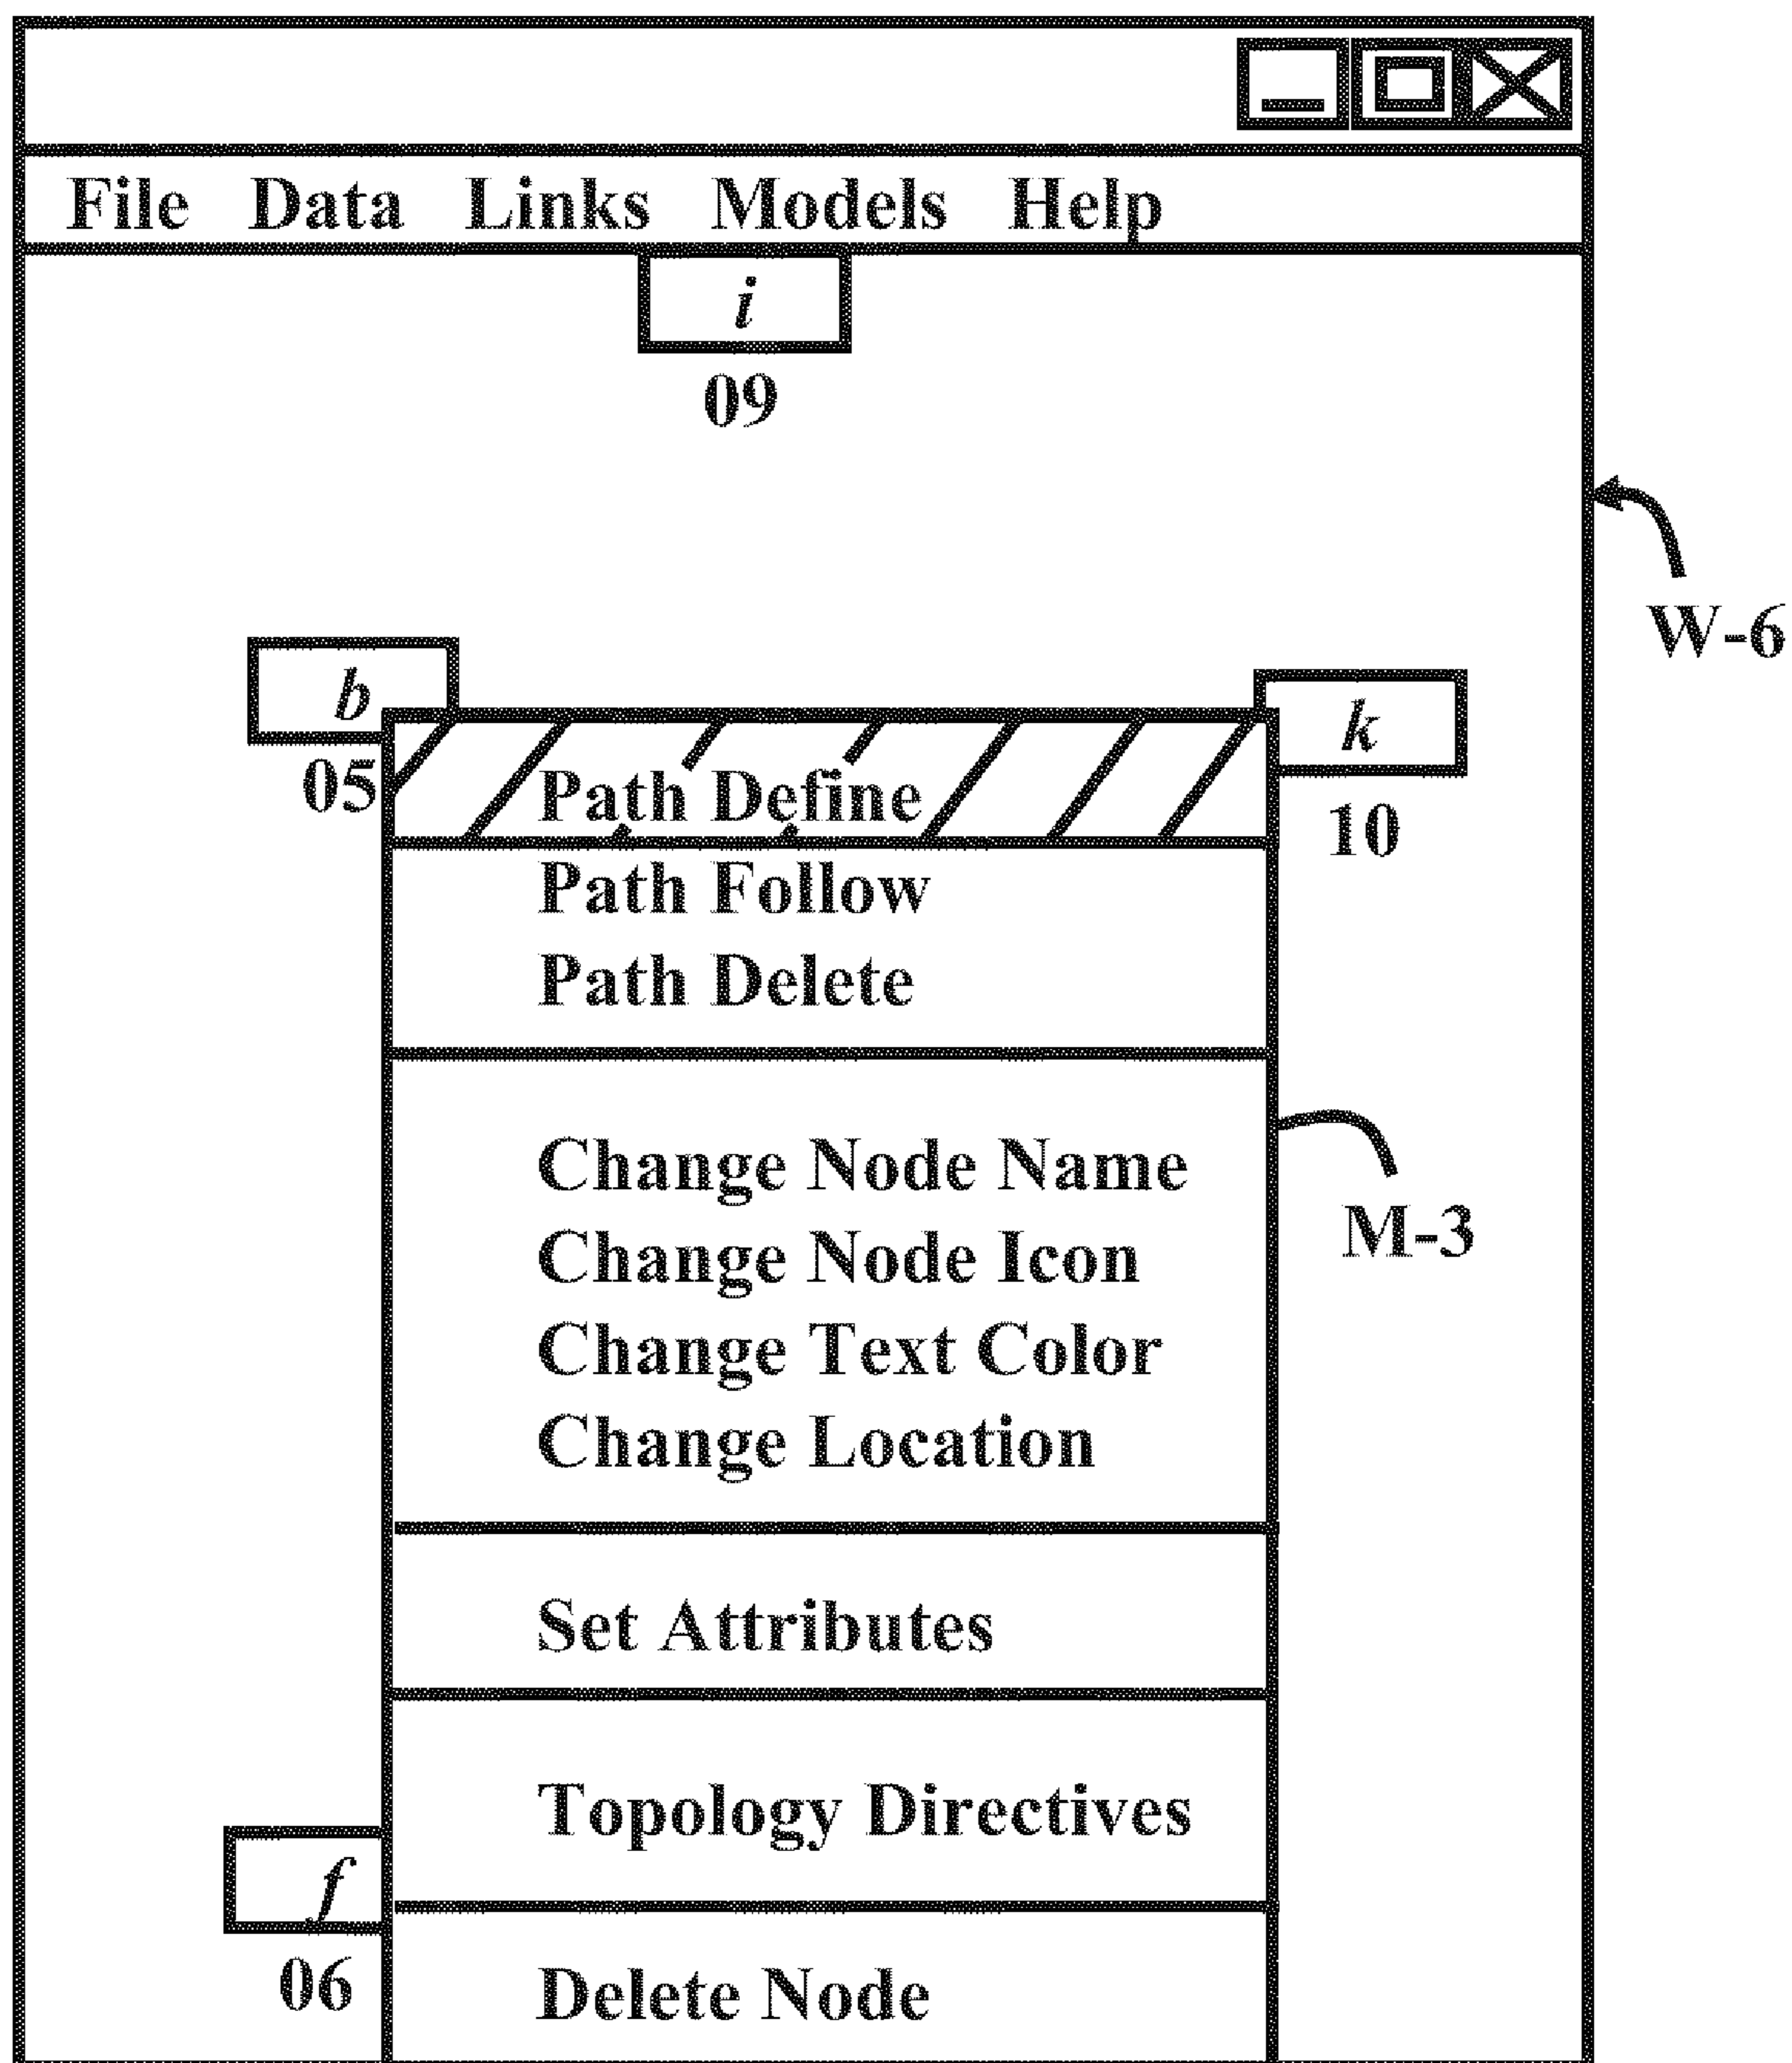 File Data Links Models Help
i
09
W-6
b
05
k
10
Path Define
Path Follow
Path Delete
Change Node Name
Change Node Icon
Change Text Color
Change Location
M-3
Set Attributes
Topology Directives
f
06
Delete Node